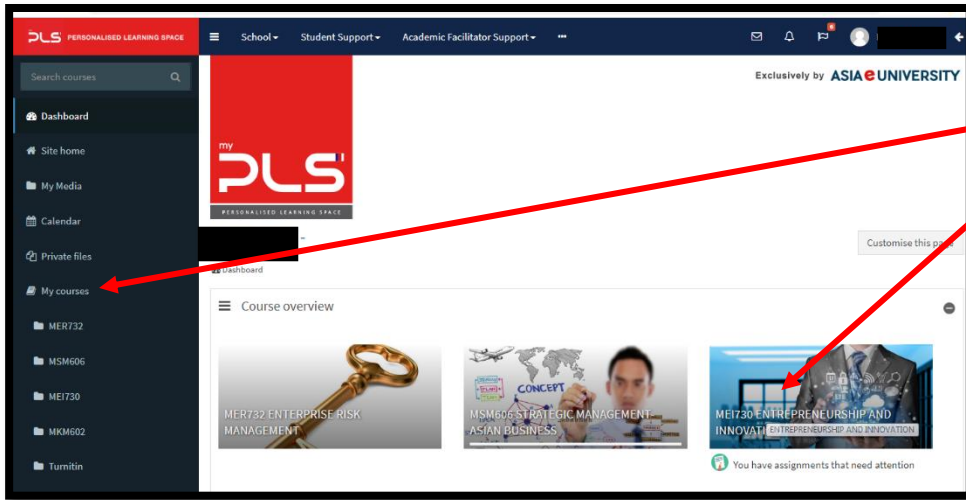 PLS PERSONALISED LEARNING SPACE
School Student Support Academic Facilitator Support
Search courses
Exclusively by ASIA e UNIVERSITY
Dashboard
Site home
my
PLS
PERSONALISED LEARNING SPACE
My Media
Calendar
Private files
Customise this page
Dashboard
My courses
Course overview
MER732
MSM606
MEI730
MKM602
Turnitin
MER732 ENTERPRISE RISK
MANAGEMENT
CONCEPT
MSM606 STRATEGIC MANAGEMENT-
ASIAN BUSINESS
MEI730 ENTREPRENEURSHIP AND
INNOVATI
ENTREPRENEURSHIP AND INNOVATION
You have assignments that need attention